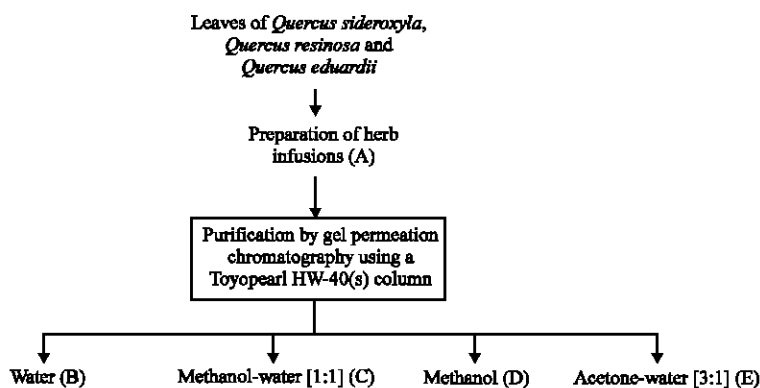 Leaves of Quercus sideroxyla,
Quercus resinosa and
Quercus eduardii
Preparation of herb
infusions (A)
Purification by gel permeation
chromatography using a
Toyopearl HW-40(s) column
Water (B)
Methanol-water [1:1] (C)
Methanol (D)
Acetone-water [3:1] (E)